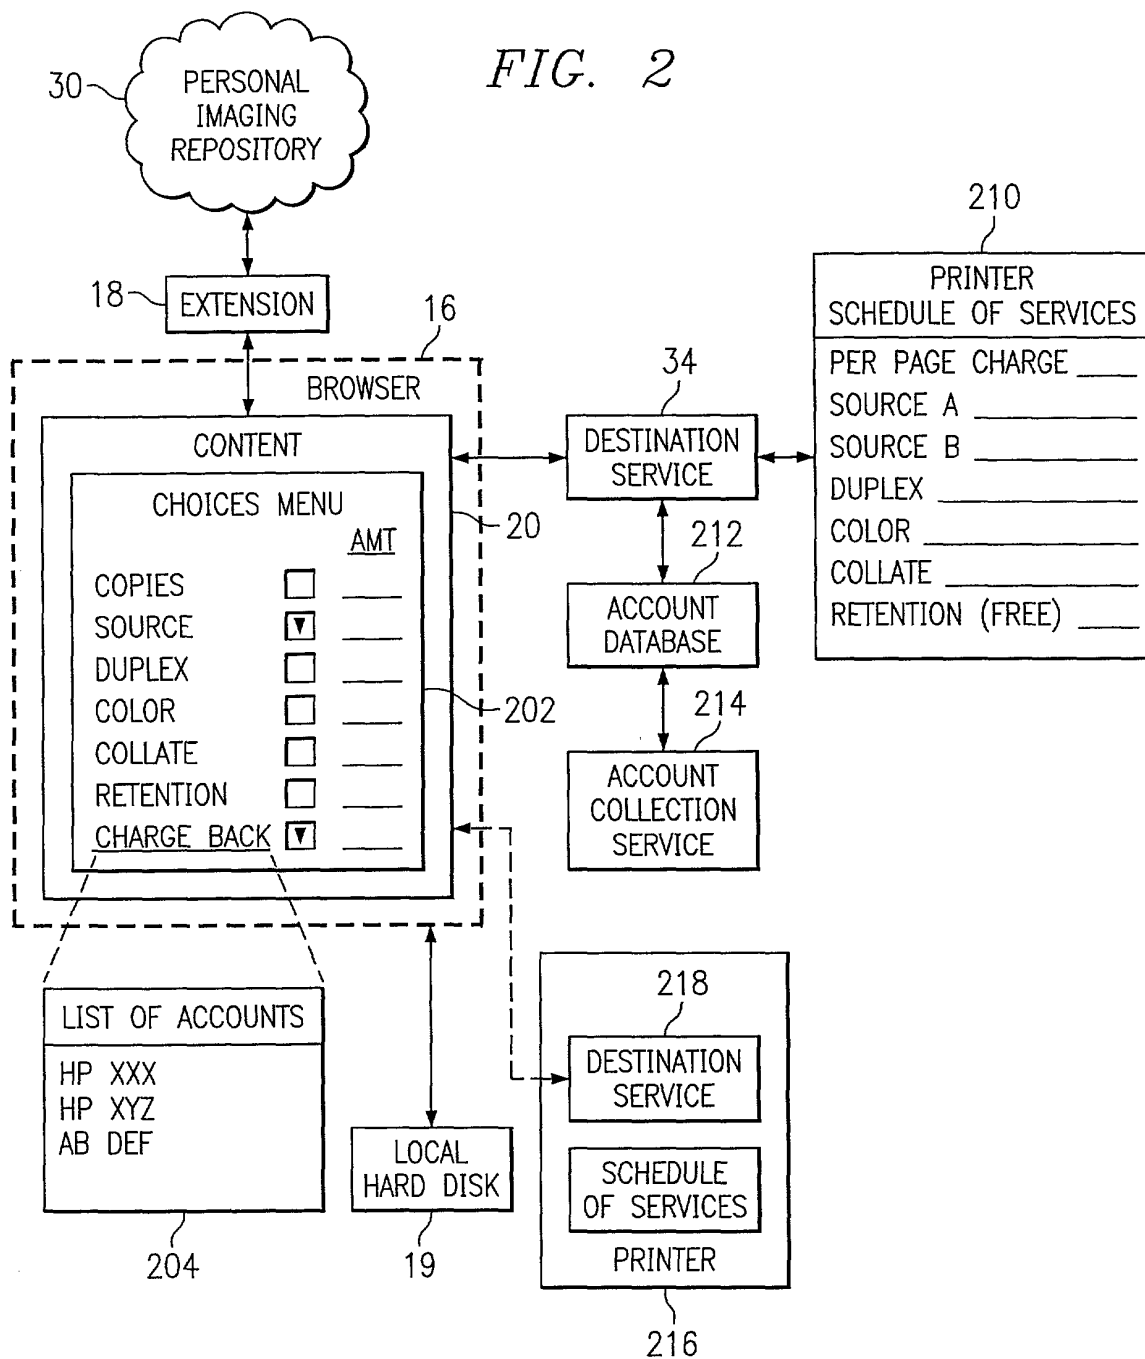 FIG. 2
30
PERSONAL
IMAGING
REPOSITORY
18
EXTENSION
16
BROWSER
CONTENT
CHOICES MENU
20
AMT
COPIES
SOURCE
DUPLEX
COLOR
202
COLLATE
RETENTION
CHARGE BACK
LIST OF ACCOUNTS
HP XXX
HP XYZ
AB DEF
204
LOCAL
HARD DISK
19
34
DESTINATION
SERVICE
212
ACCOUNT
DATABASE
214
ACCOUNT
COLLECTION
SERVICE
210
PRINTER
SCHEDULE OF SERVICES
PER PAGE CHARGE
SOURCE A
SOURCE B
DUPLEX
COLOR
COLLATE
RETENTION (FREE)
218
DESTINATION
SERVICE
SCHEDULE
OF SERVICES
PRINTER
216